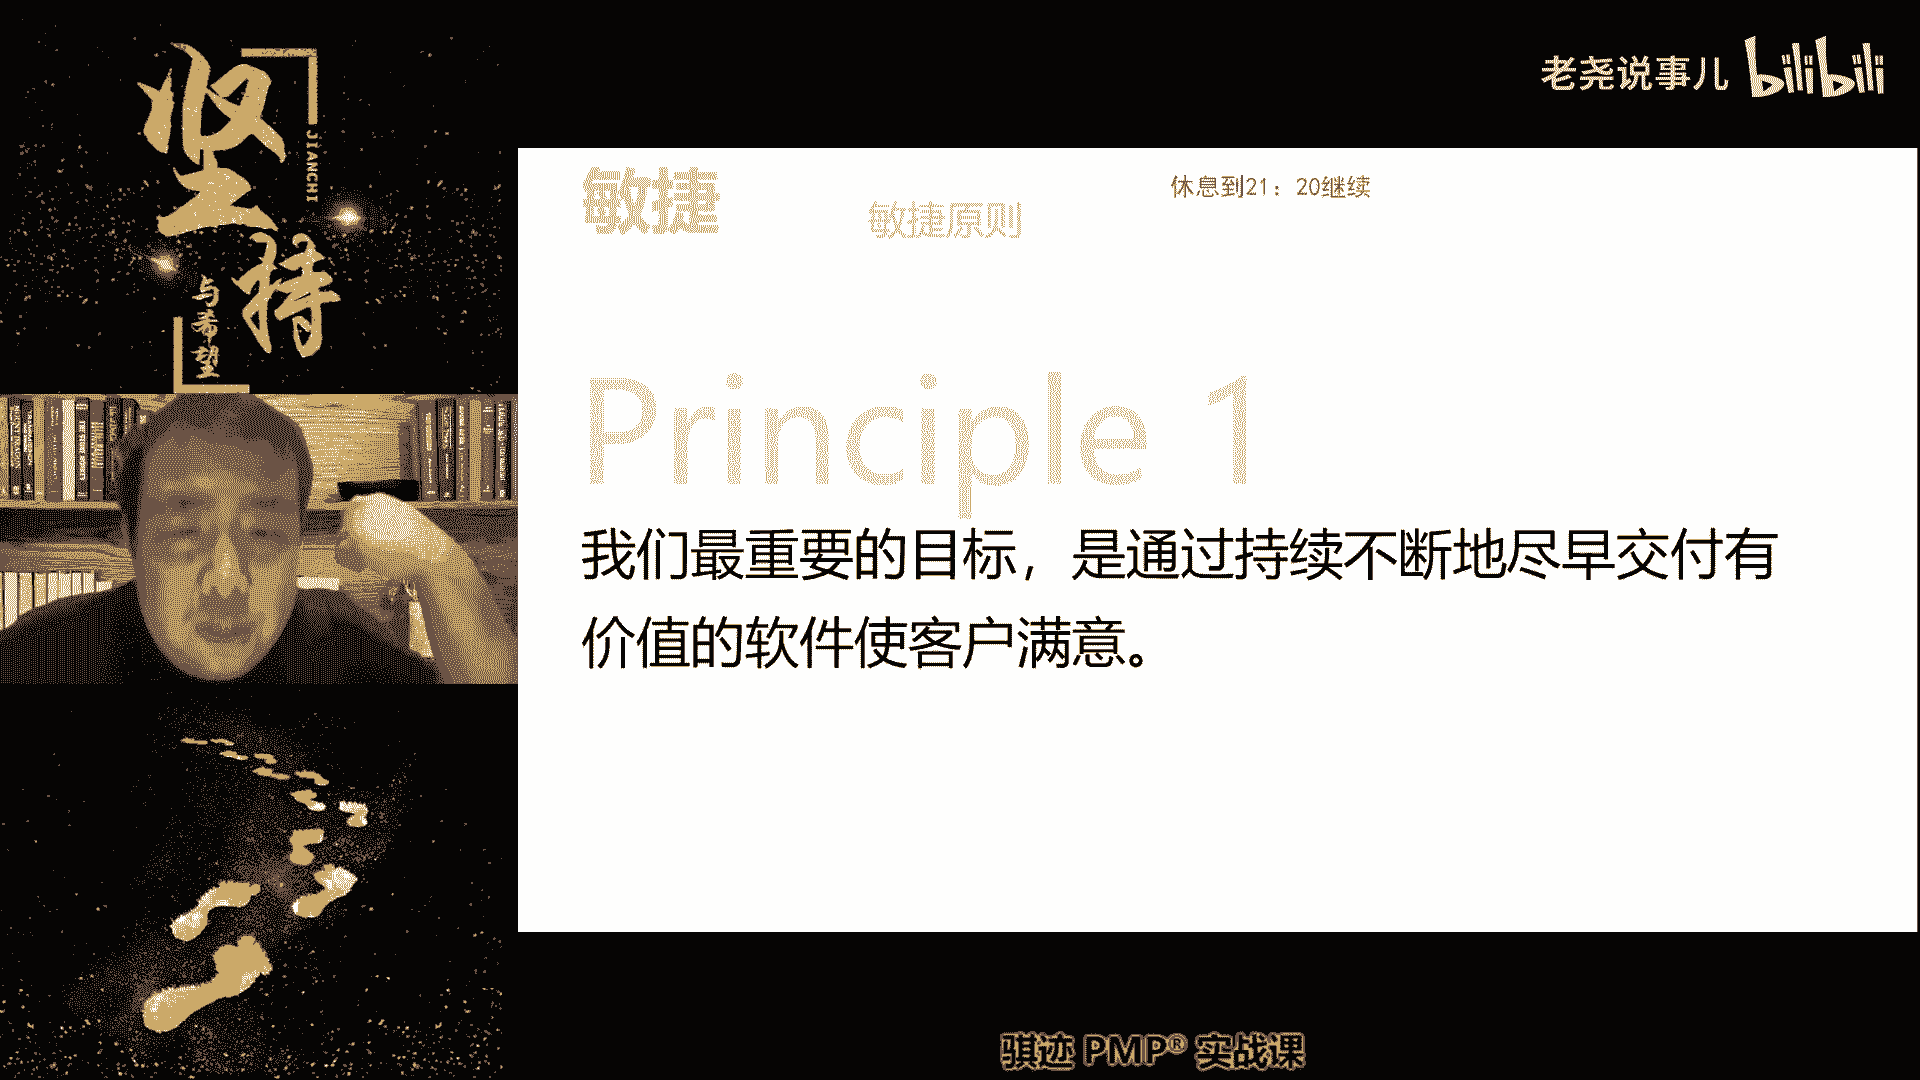 坚持
JIANCHI
与希望
老尧说事儿 bilibili
敏捷
敏捷原则
休息到21：20继续
Principle 1
我们最重要的目标，是通过持续不断地尽早交付有
价值的软件使客户满意。
骐迹 PMP® 实战课